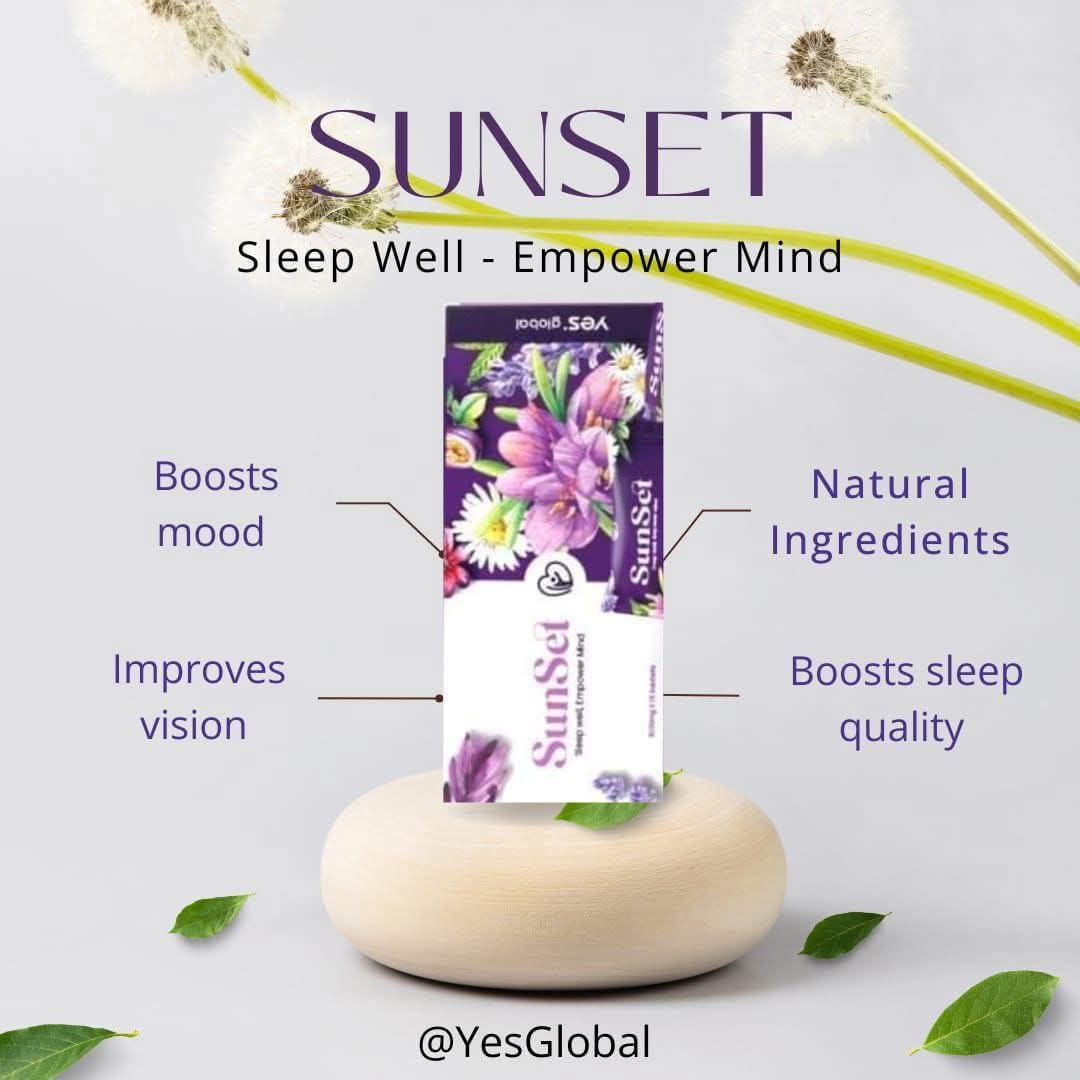 SUNSET
Sleep Well - Empower Mind
yes.global
SunSet
Boosts
mood
Natural
Ingredients
SunSet
Sleep well, Empower Mind
Improves
vision
Boosts sleep
quality
@YesGlobal